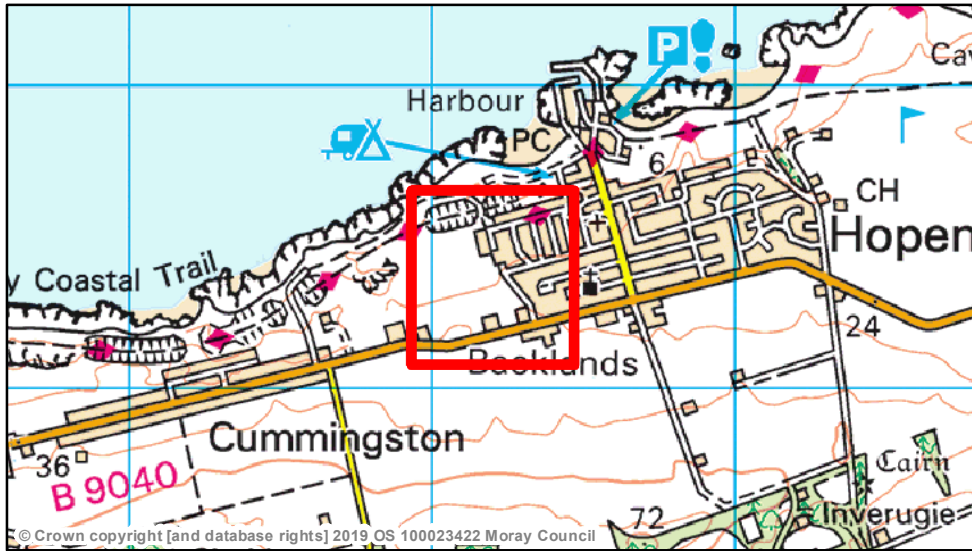 P
Cav
Harbour
PC
6
CH
Hopen
y Coastal Trail
24
Backlands
Cummingston
36
B 9040
Cairn
72
Inverugie
© Crown copyright [and database rights] 2019 OS 100023422 Moray Council